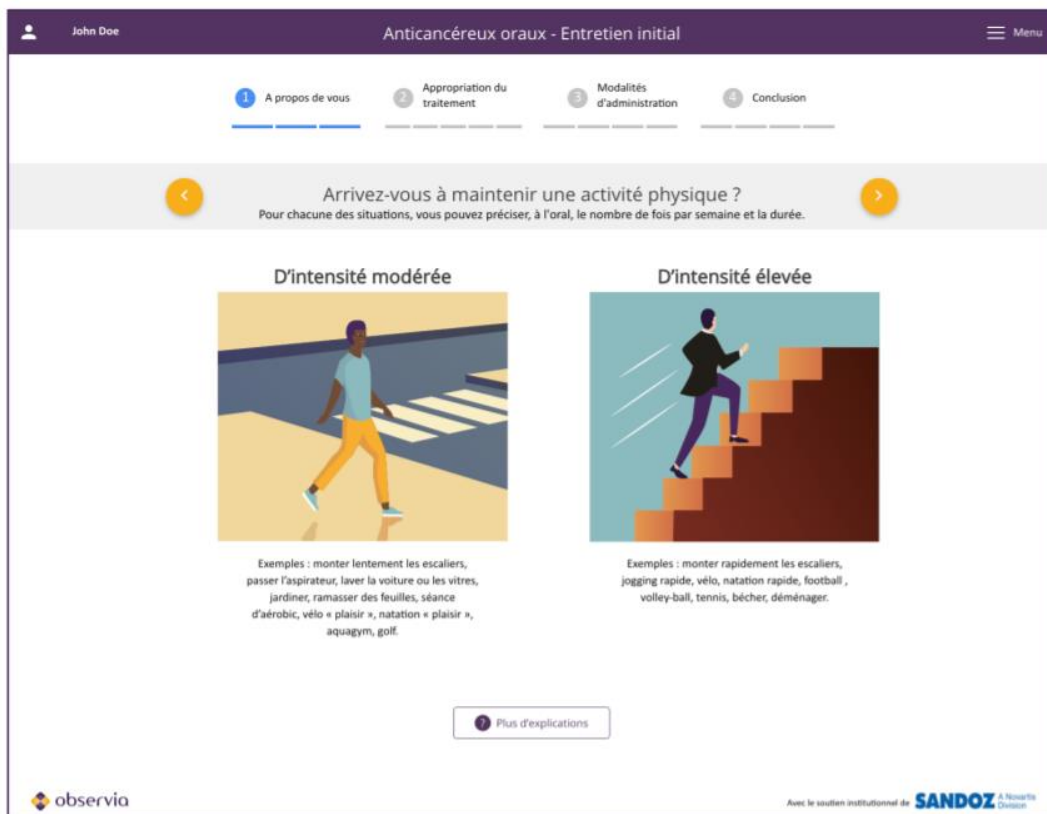 John Doe
Anticancéreux oraux - Entretien initial
Menu
1 A propos de vous
2 Appropriation du
traitement
3 Modalités
d'administration
4 Conclusion
Arrivez-vous à maintenir une activité physique ?
Pour chacune des situations, vous pouvez préciser, à l'oral, le nombre de fois par semaine et la durée.
D'intensité modérée
Exemples : monter lentement les escaliers,
passer l'aspirateur, laver la voiture ou les vitres,
jardiner, ramasser des feuilles, séance
d'aérobic, vélo « plaisir », natation « plaisir »,
aquagym, golf.
D'intensité élevée
Exemples : monter rapidement les escaliers,
jogging rapide, vélo, natation rapide, football ,
volley-ball, tennis, bécher, déménager.
? Plus d'explications
observia
Avec le soutien institutionnel de SANDOZ A Novartis
Division